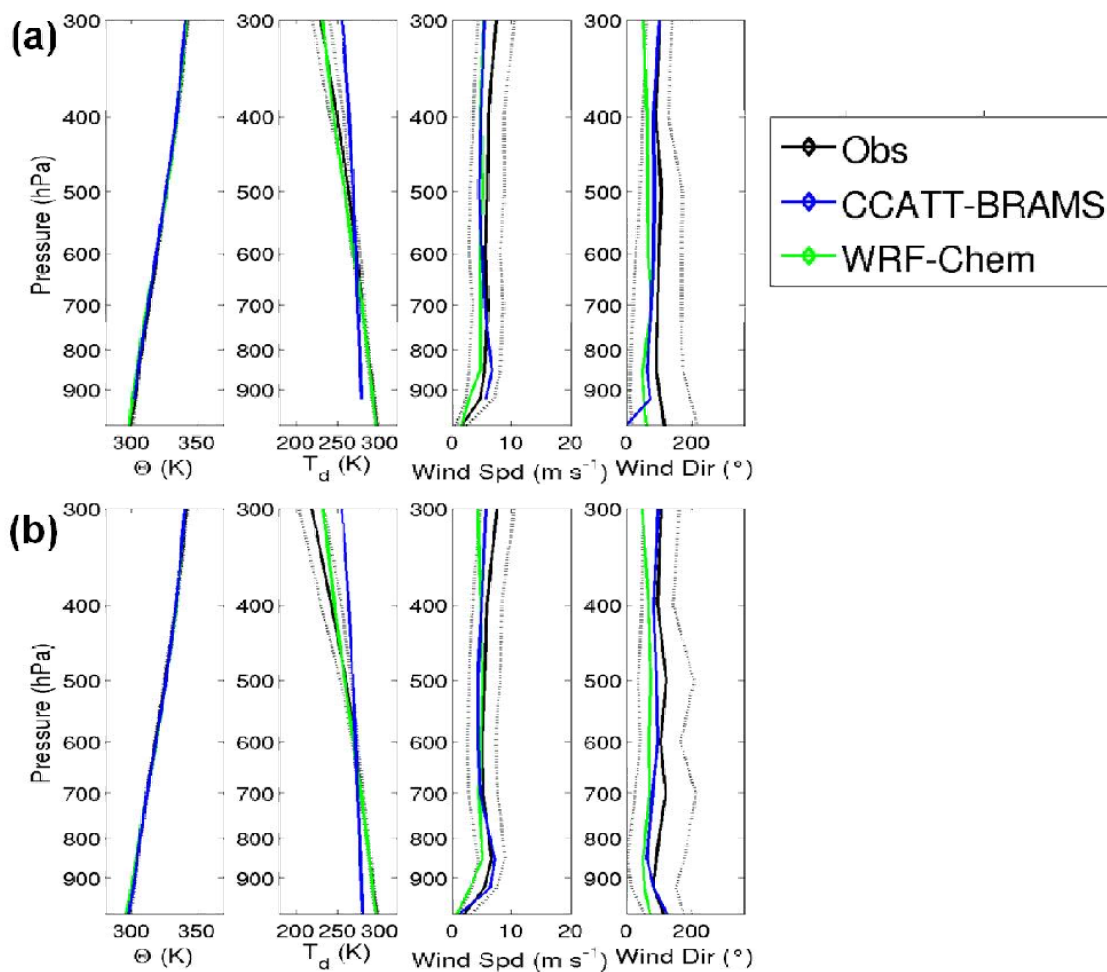 (a)
300 300 300 300
400 400 400 400
500 500 500 500
600 600 600 600
700 700 700 700
800 800 800 800
900 900 900 900
Pressure (hPa)
300 350
200 250 300
0 10 20
0 200
Θ (K)
T_d (K)
Wind Spd (m s⁻¹)
Wind Dir (°)
Obs
CCATT-BRAMS
WRF-Chem
(b)
300 300 300 300
400 400 400 400
500 500 500 500
600 600 600 600
700 700 700 700
800 800 800 800
900 900 900 900
Pressure (hPa)
300 350
200 250 300
0 10 20
0 200
Θ (K)
T_d (K)
Wind Spd (m s⁻¹)
Wind Dir (°)